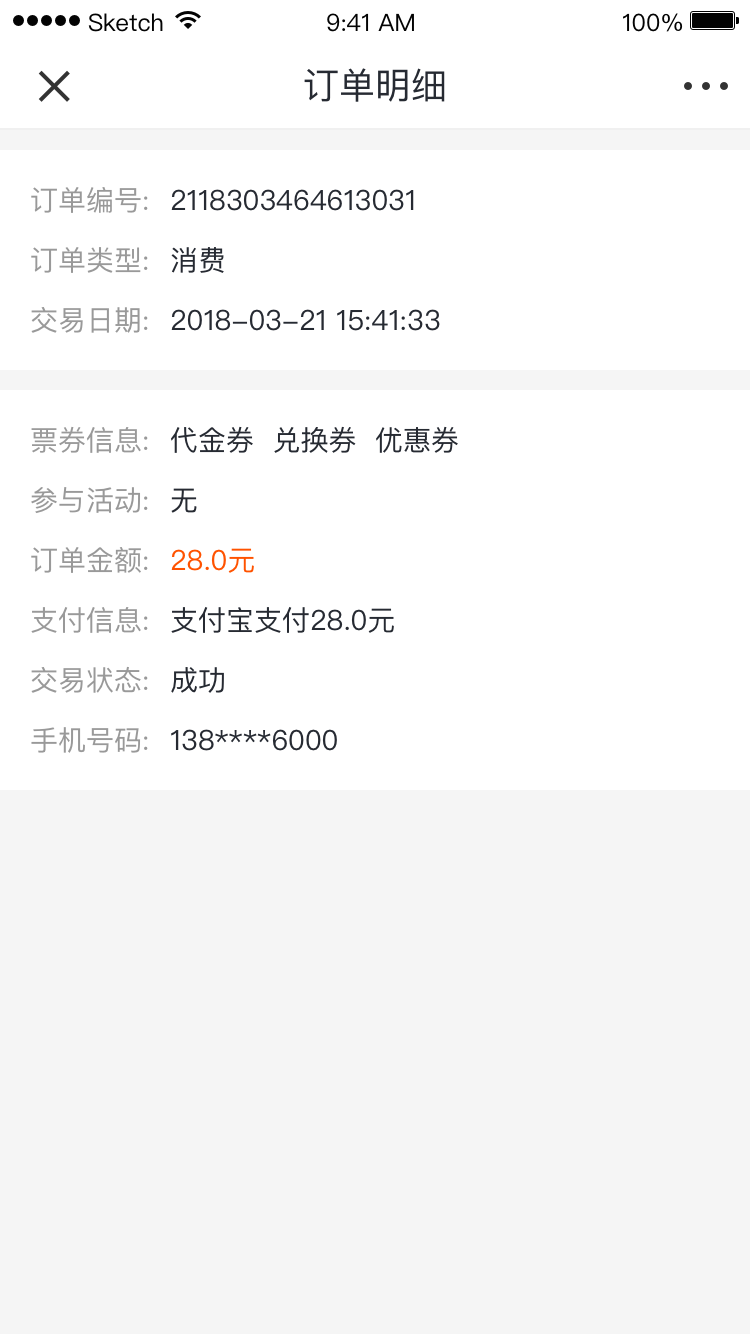 Sketch 9:41 AM 100%
订单明细
订单编号: 2118303464613031
订单类型: 消费
交易日期: 2018-03-21 15:41:33
票券信息: 代金券 兑换券 优惠券
参与活动: 无
订单金额: 28.0元
支付信息: 支付宝支付28.0元
交易状态: 成功
手机号码: 138****6000